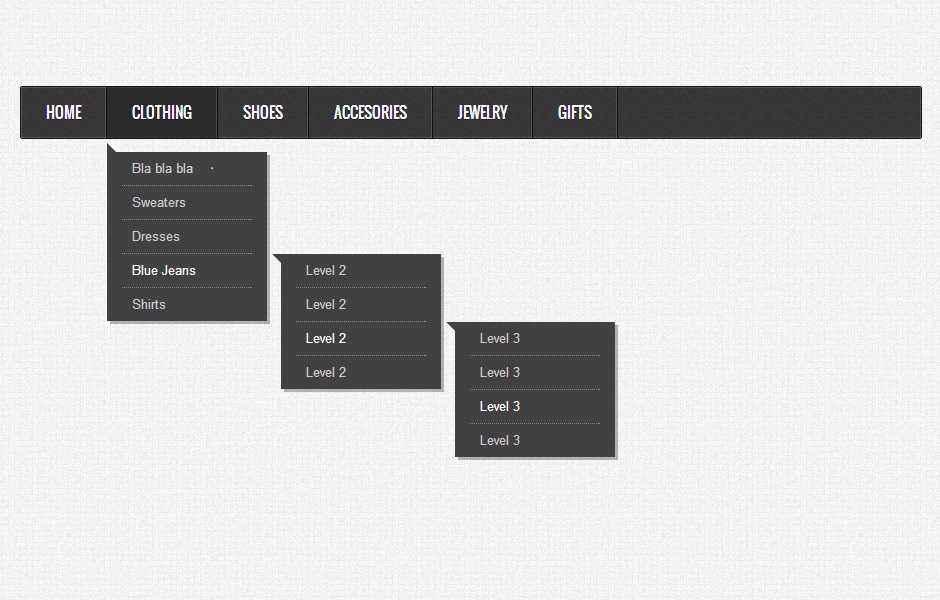 HOME CLOTHING SHOES ACCESORIES JEWELRY GIFTS
Bla bla bla
Sweaters
Dresses
Blue Jeans
Shirts
Level 2
Level 2
Level 2
Level 2
Level 3
Level 3
Level 3
Level 3